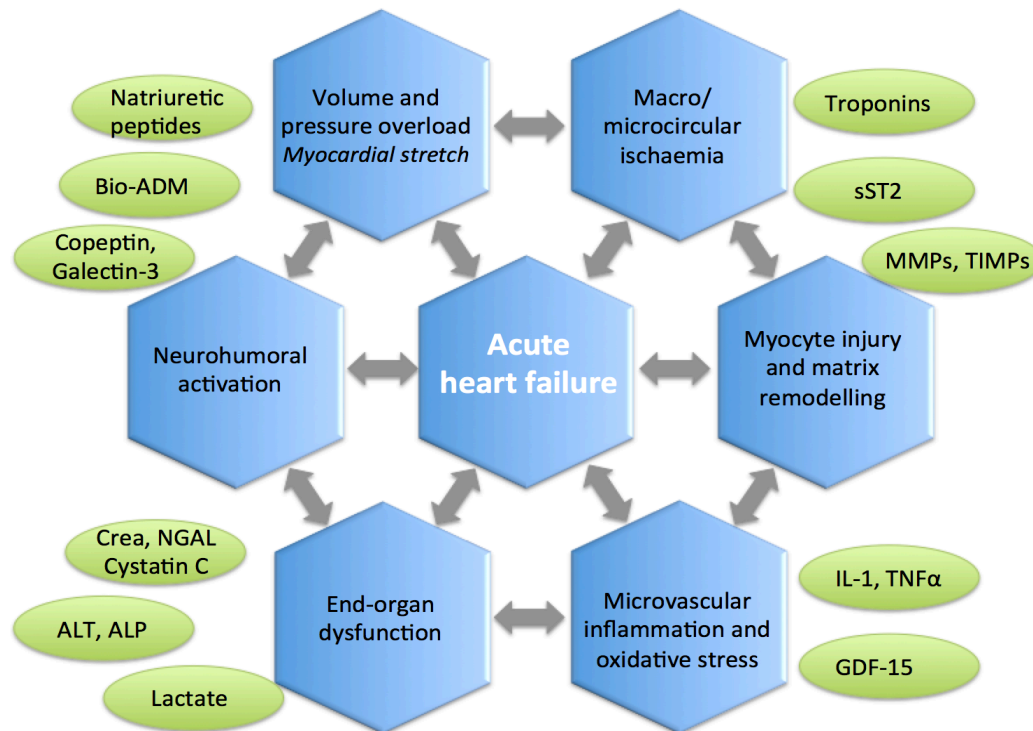 Natriuretic
peptides
Bio-ADM
Copeptin,
Galectin-3
Volume and
pressure overload
Myocardial stretch
Macro/
microcircular
ischaemia
Troponins
sST2
MMPs, TIMPs
Neurohumoral
activation
Acute
heart failure
Myocyte injury
and matrix
remodelling
Crea, NGAL
Cystatin C
ALT, ALP
Lactate
End-organ
dysfunction
Microvascular
inflammation and
oxidative stress
IL-1, TNFα
GDF-15